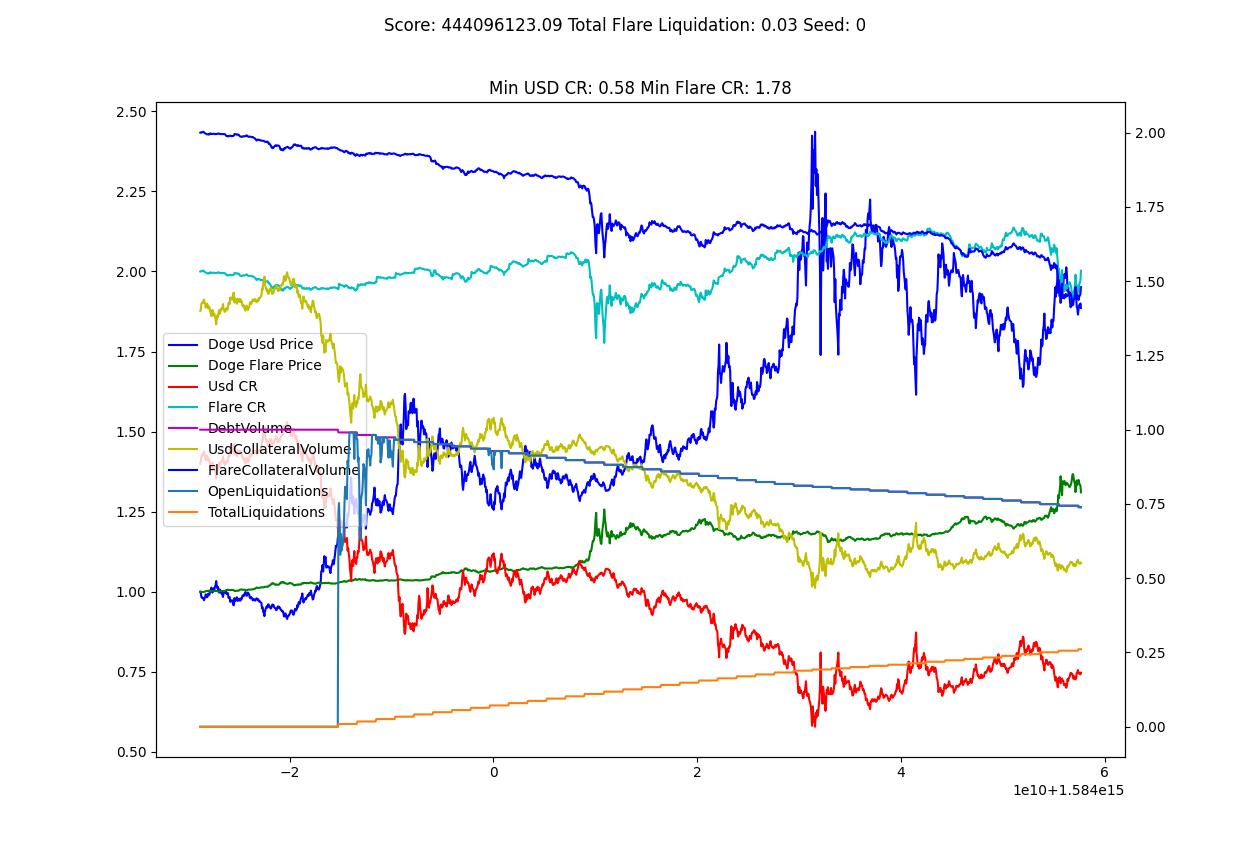 Score: 444096123.09 Total Flare Liquidation: 0.03 Seed: 0
Min USD CR: 0.58 Min Flare CR: 1.78
2.50
2.25
2.00
1.75
1.50
1.25
1.00
0.75
0.50
Doge Usd Price
Doge Flare Price
Usd CR
Flare CR
DebtVolume
UsdCollateralVolume
FlareCollateralVolume
OpenLiquidations
TotalLiquidations
2.00
1.75
1.50
1.25
1.00
0.75
0.50
0.25
0.00
−2
0
2
4
6
1e10+1.584e15